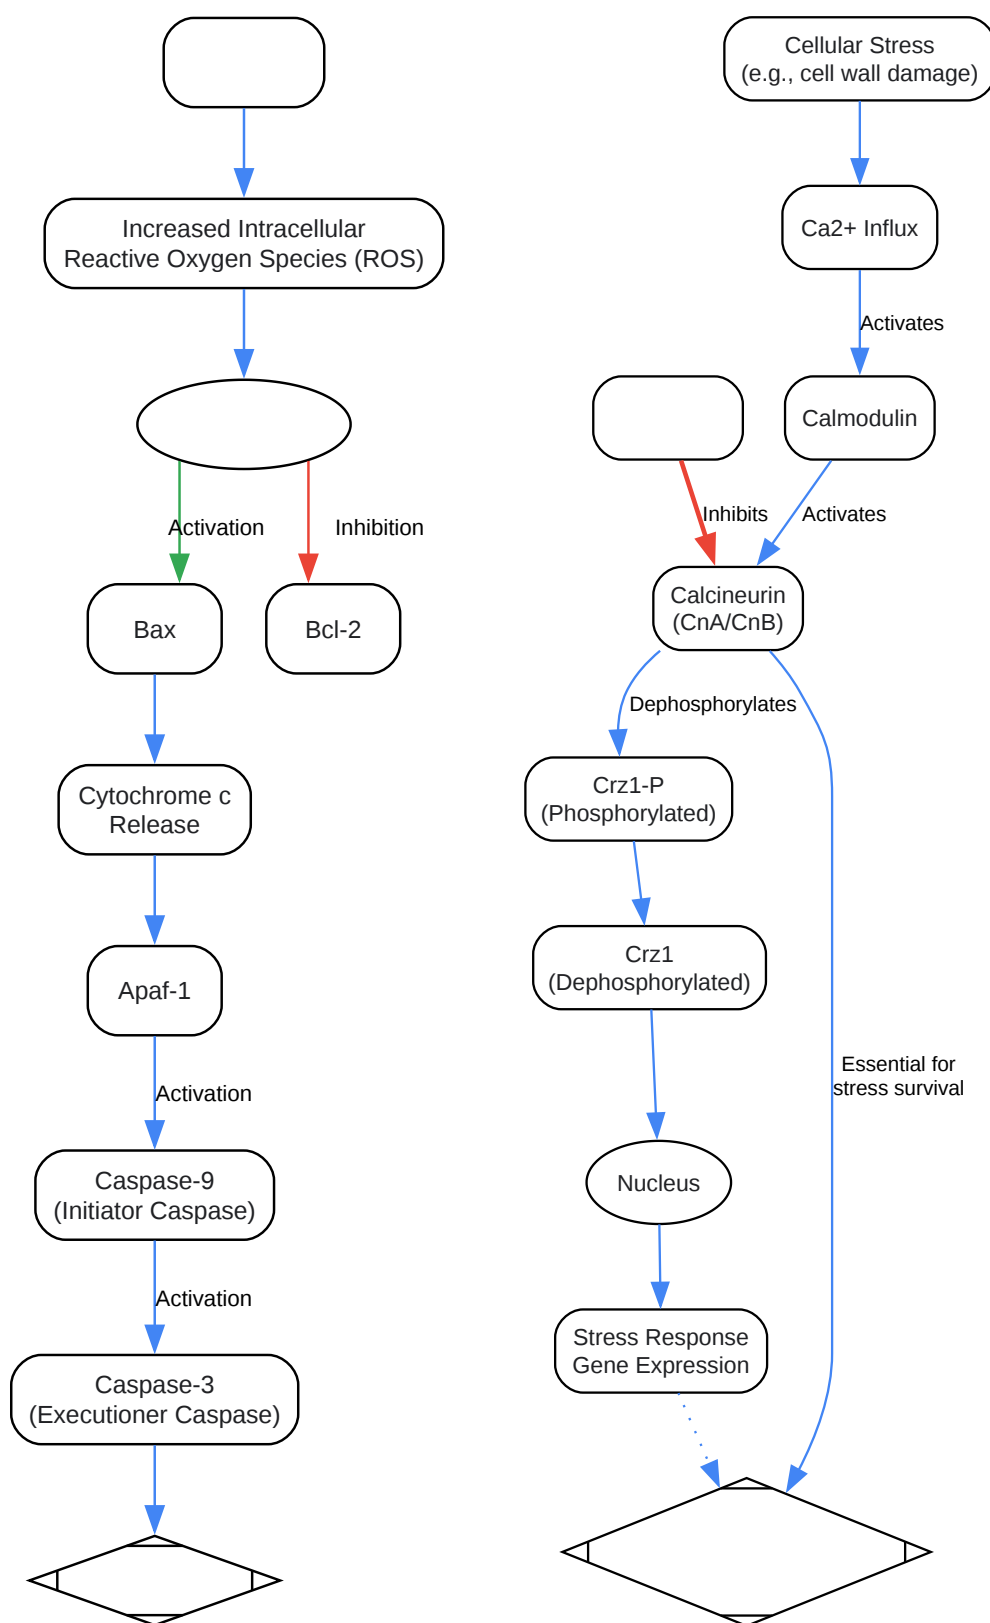 Increased Intracellular
Reactive Oxygen Species (ROS)
Activation
Inhibition
Bax
Bcl-2
Cytochrome c
Release
Apaf-1
Activation
Caspase-9
(Initiator Caspase)
Activation
Caspase-3
(Executioner Caspase)
Cellular Stress
(e.g., cell wall damage)
Ca2+ Influx
Activates
Calmodulin
Inhibits
Activates
Calcineurin
(CnA/CnB)
Dephosphorylates
Crz1-P
(Phosphorylated)
Crz1
(Dephosphorylated)
Essential for
stress survival
Nucleus
Stress Response
Gene Expression